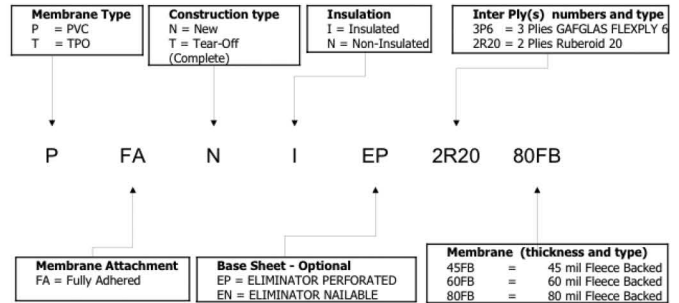 Membrane Type
P = PVC
T = TPO
Construction type
N = New
T = Tear-Off
(Complete)
Insulation
I = Insulated
N = Non-Insulated
Inter Ply(s) numbers and type
3P6 = 3 Plies GAFGLAS FLEXPLY 6
2R20 = 2 Plies Ruberoid 20
P FA N I EP 2R20 80FB
Membrane Attachment
FA = Fully Adhered
Base Sheet - Optional
EP = ELIMINATOR PERFORATED
EN = ELIMINATOR NAILABLE
Membrane (thickness and type)
45FB = 45 mil Fleece Backed
60FB = 60 mil Fleece Backed
80FB = 80 mil Fleece Backed